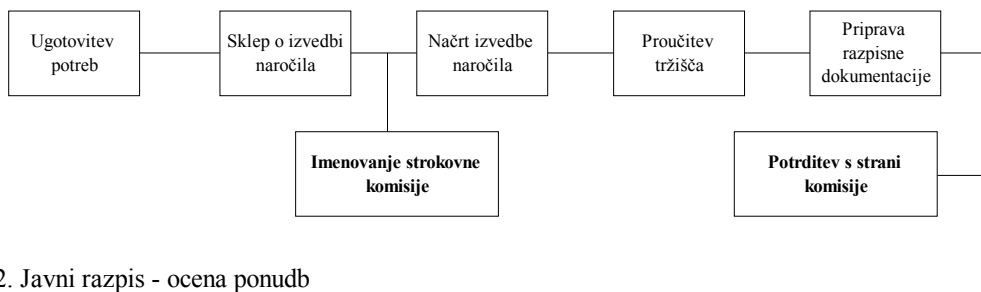 Ugotovitev
potreb
Sklep o izvedbi
naročila
Načrt izvedbe
naročila
Proučitev
tržišča
Priprava
razpisne
dokumentacije
Imenovanje strokovne
komisije
Potrditev s strani
komisije
2. Javni razpis - ocena ponudb